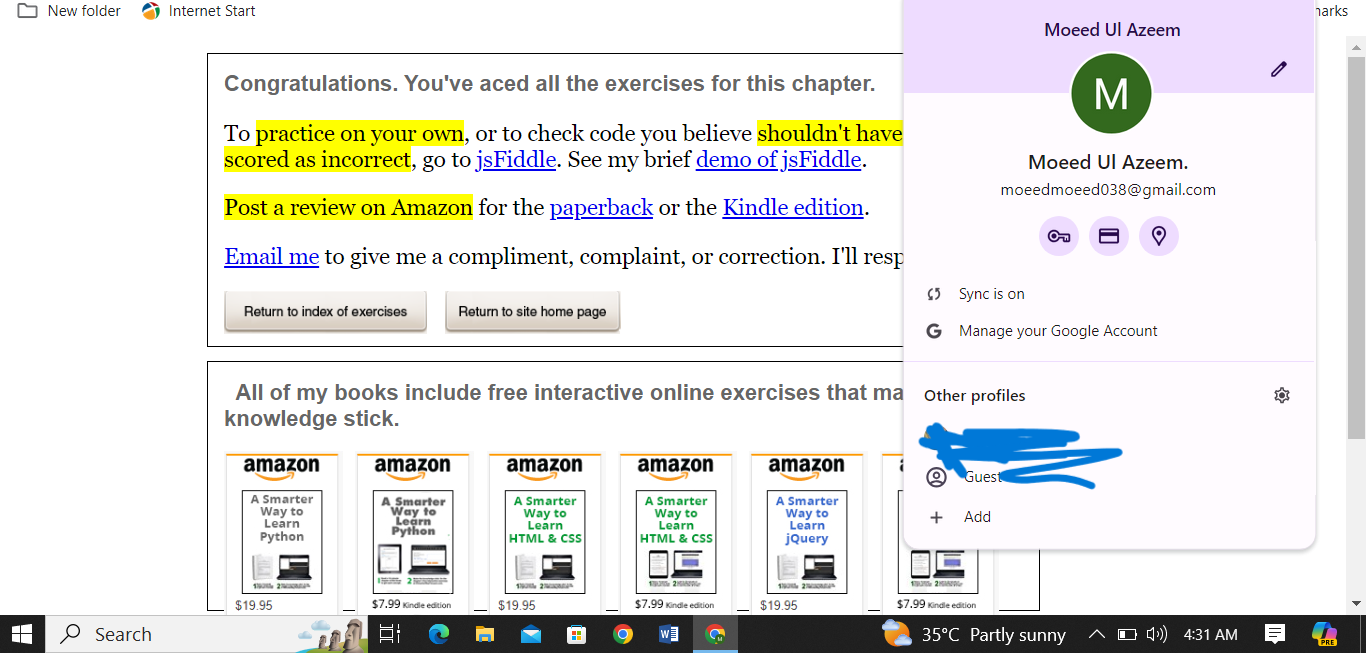 New folder
Internet Start
Congratulations. You've aced all the exercises for this chapter.
To practice on your own, or to check code you believe shouldn't have
scored as incorrect, go to jsFiddle. See my brief demo of jsFiddle.
Post a review on Amazon for the paperback or the Kindle edition.
Email me to give me a compliment, complaint, or correction. I'll resp
Return to index of exercises
Return to site home page
All of my books include free interactive online exercises that ma
knowledge stick.
amazon
A Smarter
Way to
Learn
Python
$19.95
amazon
A Smarter
Way to
Learn
Python
$7.99 Kindle edition
amazon
A Smarter
Way to
Learn
HTML & CSS
$19.95
amazon
A Smarter
Way to
Learn
HTML & CSS
$7.99 Kindle edition
amazon
A Smarter
Way to
Learn
jQuery
$19.95
$7.99 Kindle edition
Moeed Ul Azeem
M
Moeed Ul Azeem.
moeedmoeed038@gmail.com
Sync is on
Manage your Google Account
Other profiles
Guest
Add
Search
35°C Partly sunny
4:31 AM
PRE